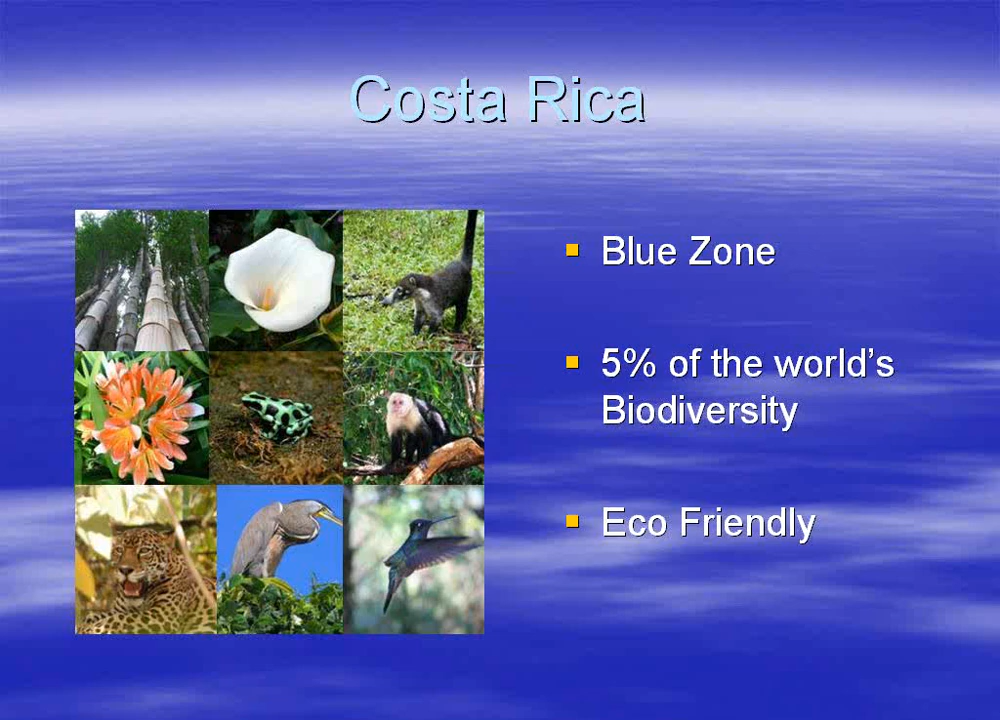 Costa Rica
Blue Zone
5% of the world's
Biodiversity
Eco Friendly